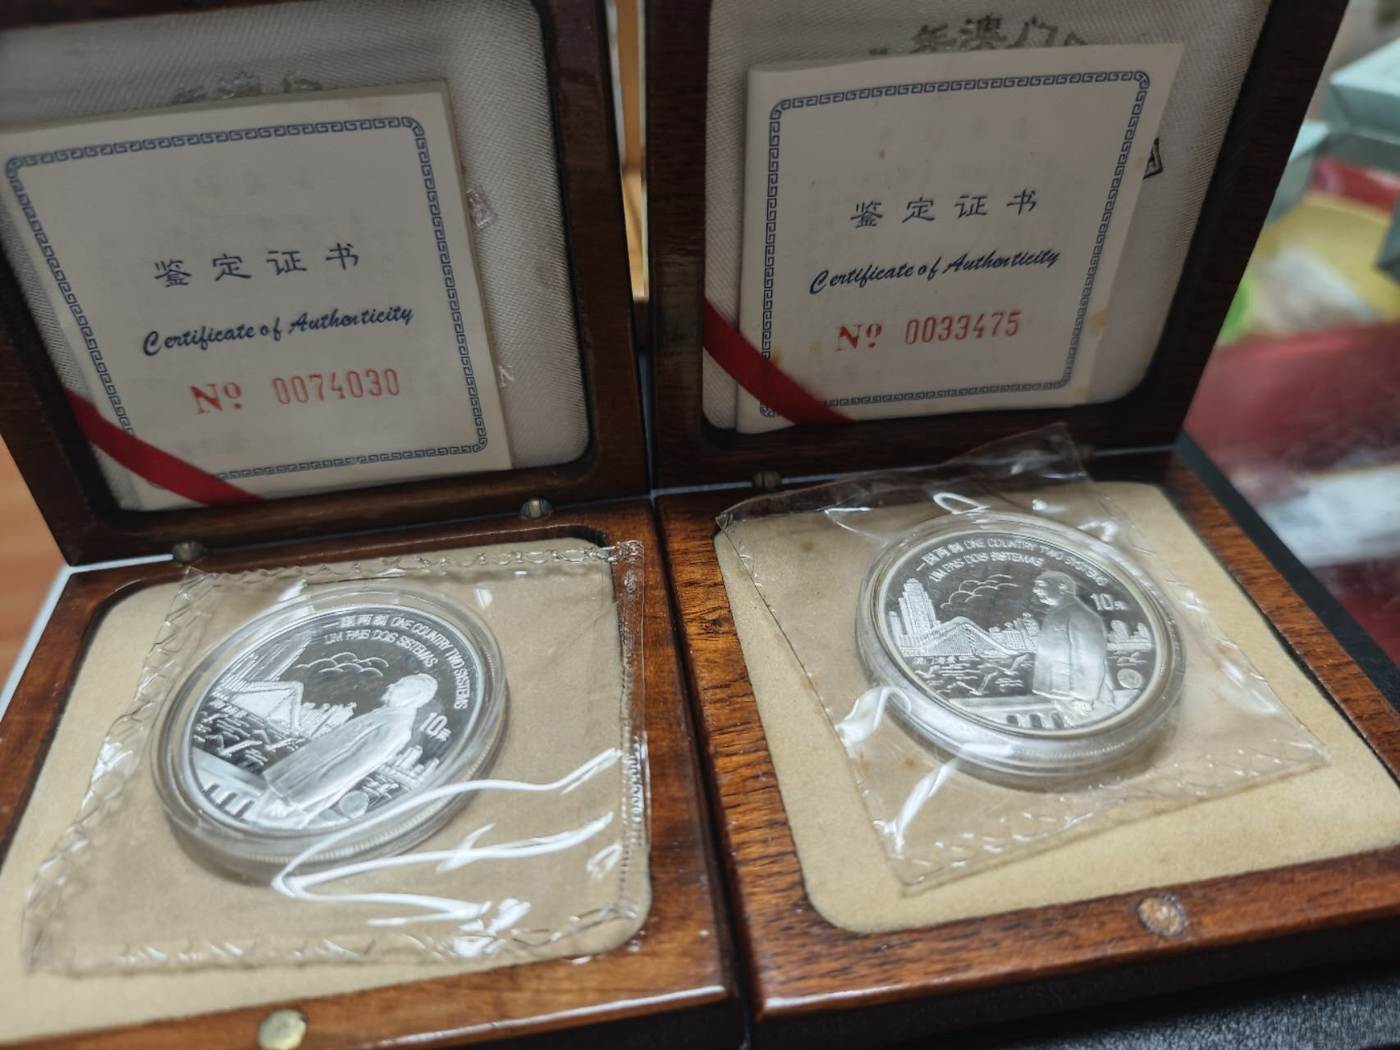 鉴定证书
Certificate of Authenticity
Nº 0074030
一国两制 ONE COUNTRY TWO SYSTEMS
UM PAIS DOIS SISTEMAS
10元
澳门
鉴定证书
Certificate of Authenticity
Nº 0033475
一国两制 ONE COUNTRY TWO SYSTEMS
UM PAIS DOIS SISTEMAS
10元